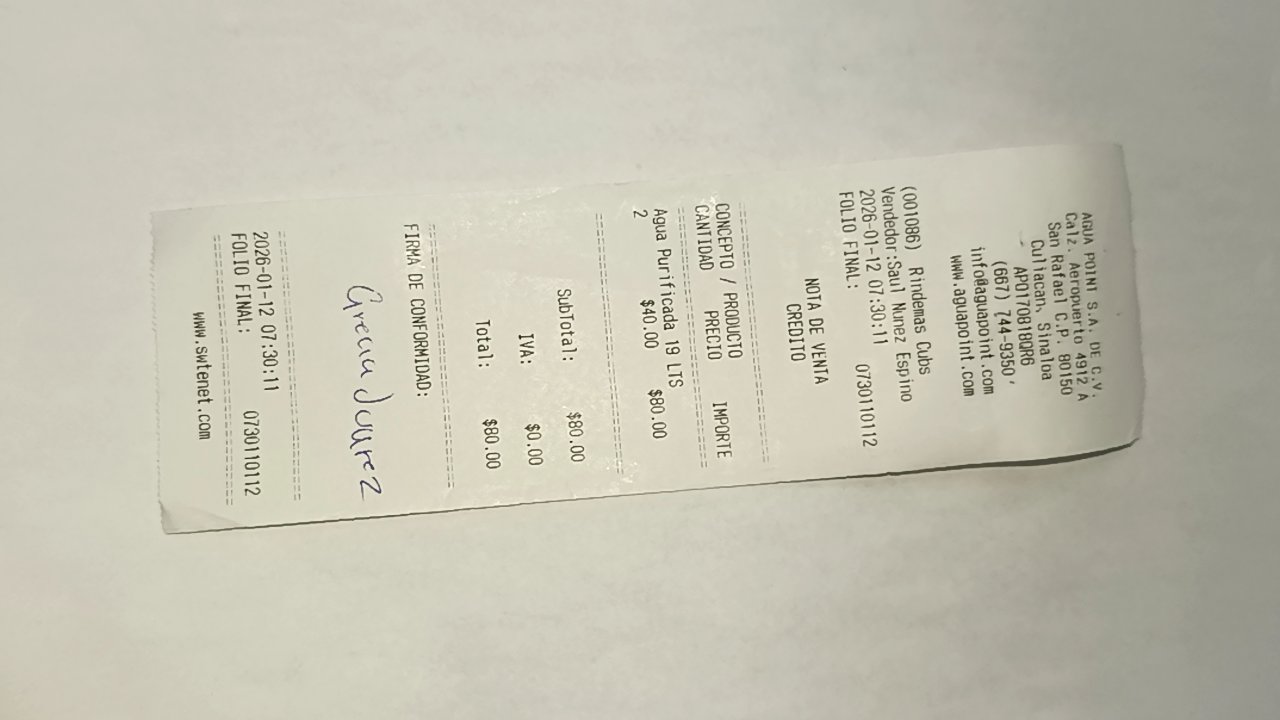 AGUA POINT S.A. DE C.V.
Calz. Aeropuerto 4912 A
San Rafael C.P. 80150
Culiacan, Sinaloa
APO170818QR6
(667) 744-9350
info@aguapoint.com
www.aguapoint.com
(001086) Rindemas Cubs
Vendedor:Saul Nunez Espino
2026-01-12 07:30:11
FOLIO FINAL: 0730110112
NOTA DE VENTA
CREDITO
CONCEPTO / PRODUCTO
CANTIDAD PRECIO IMPORTE
Agua Purificada 19 LTS
2 $40.00 $80.00
SubTotal: $80.00
IVA: $0.00
Total: $80.00
FIRMA DE CONFORMIDAD:
Grecia Juarez
2026-01-12 07:30:11
FOLIO FINAL: 0730110112
www.swtenet.com